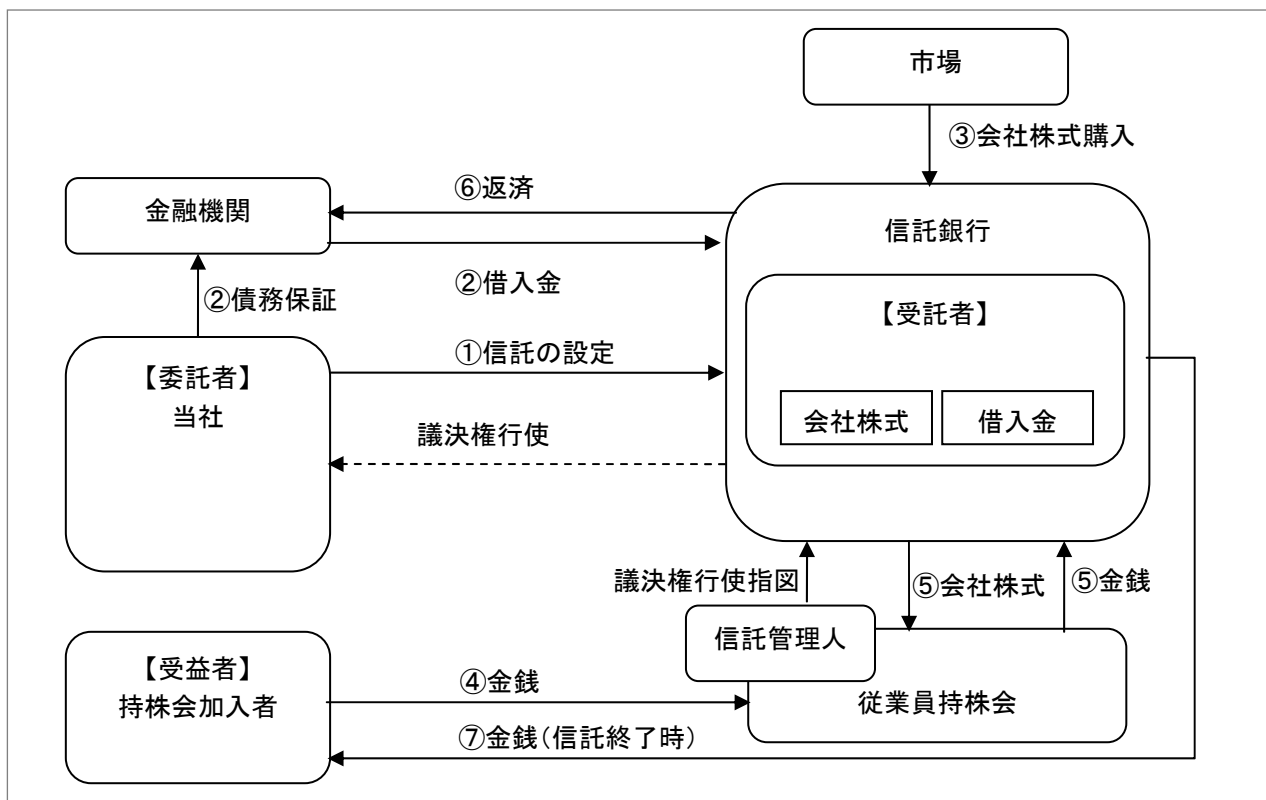 市場
③会社株式購入
⑥返済
金融機関
信託銀行
②借入金
②債務保証
【受託者】
①信託の設定
【委託者】
当社
会社株式
借入金
議決権行使
議決権行使指図
⑤会社株式
⑤金銭
信託管理人
【受益者】
持株会加入者
④金銭
従業員持株会
⑦金銭(信託終了時)